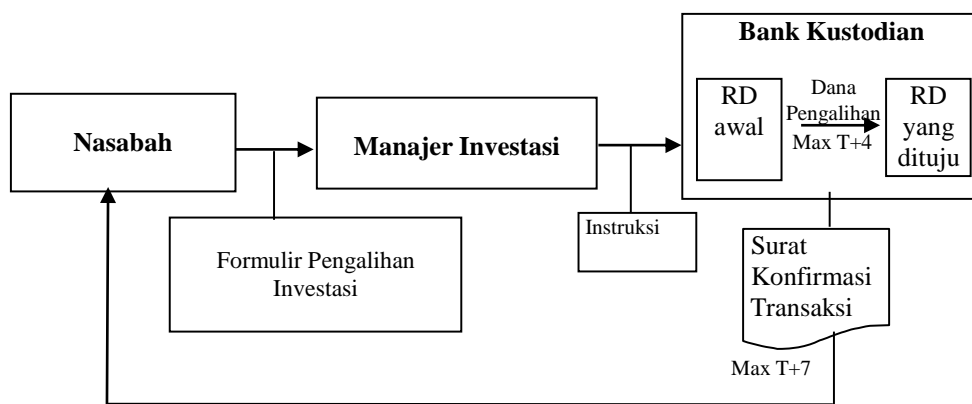 Bank Kustodian
Nasabah
Manajer Investasi
RD
awal
Dana
Pengalihan
Max T+4
RD
yang
dituju
Formulir Pengalihan
Investasi
Instruksi
Surat
Konfirmasi
Transaksi
Max T+7